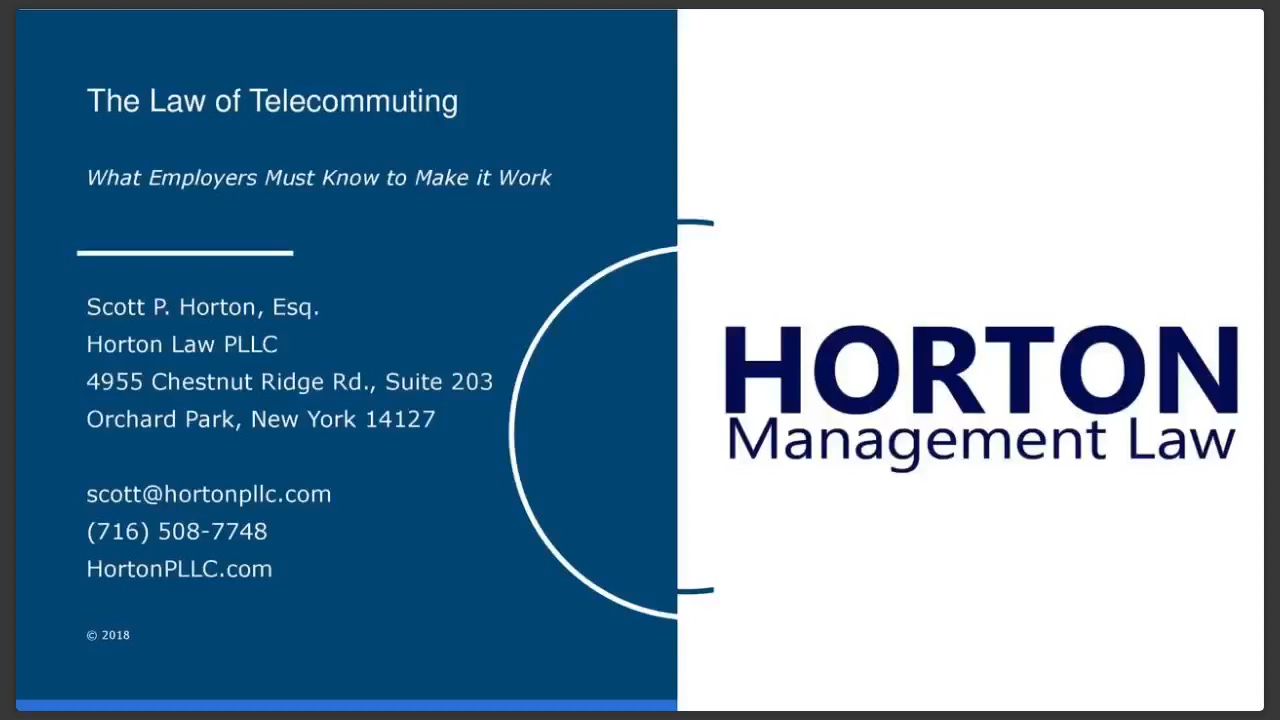 The Law of Telecommuting
What Employers Must Know to Make it Work
Scott P. Horton, Esq.
Horton Law PLLC
4955 Chestnut Ridge Rd., Suite 203
Orchard Park, New York 14127
scott@hortonpllc.com
(716) 508-7748
HortonPLLC.com
© 2018
HORTON
Management Law